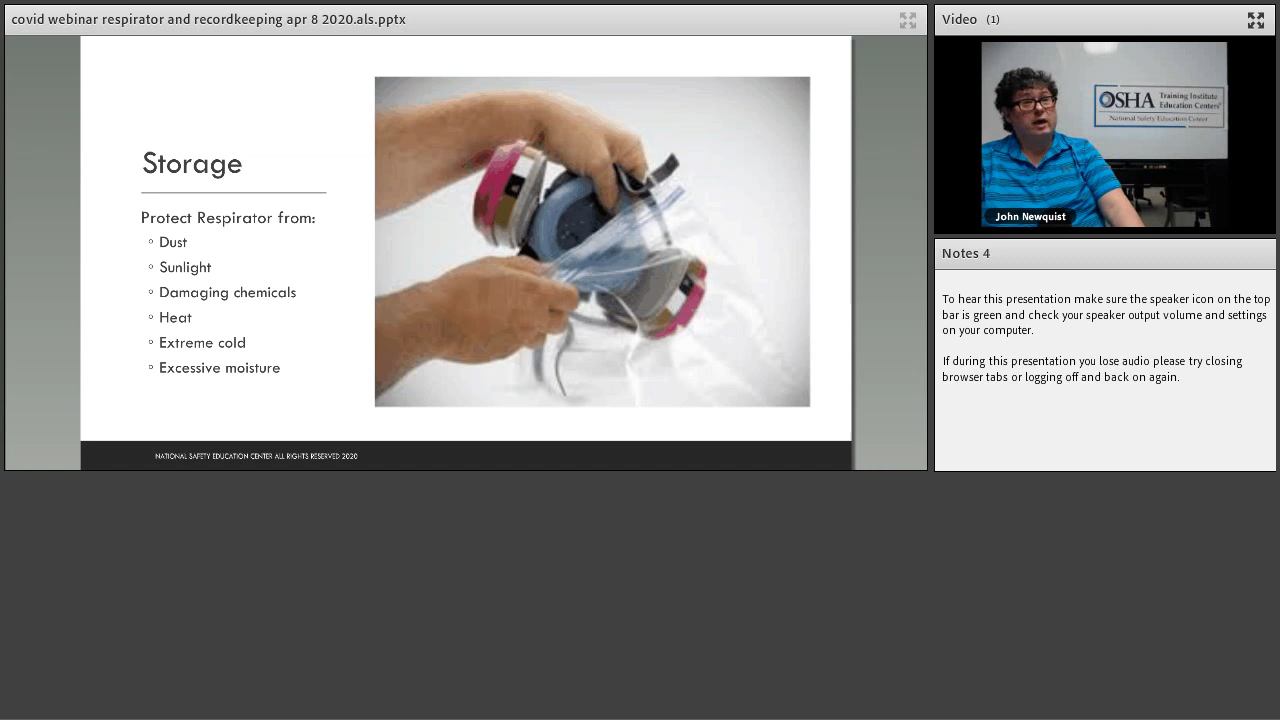 covid webinar respirator and recordkeeping apr 8 2020.als.pptx
Storage
Protect Respirator from:
◦ Dust
◦ Sunlight
◦ Damaging chemicals
◦ Heat
◦ Extreme cold
◦ Excessive moisture
NATIONAL SAFETY EDUCATION CENTER ALL RIGHTS RESERVED 2020
Video (1)
OSHA
Training Institute
Education Centers
National Safety Education Center
John Newquist
Notes 4
To hear this presentation make sure the speaker icon on the top
bar is green and check your speaker output volume and settings
on your computer.
If during this presentation you lose audio please try closing
browser tabs or logging off and back on again.